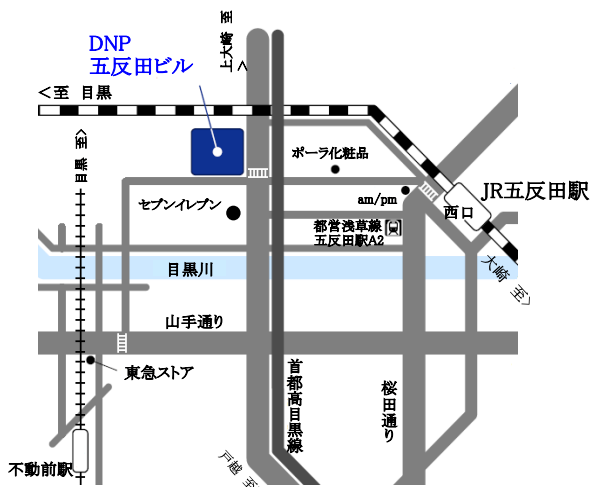 上大崎 至 >
DNP
五反田ビル
<至 目黒
目黒 至>
ポーラ化粧品
JR五反田駅
am/pm
西口
セブンイレブン
都営浅草線
五反田駅A2
大崎 至>
目黒川
山手通り
東急ストア
首都高目黒線
桜田通り
不動前駅
戸越 至